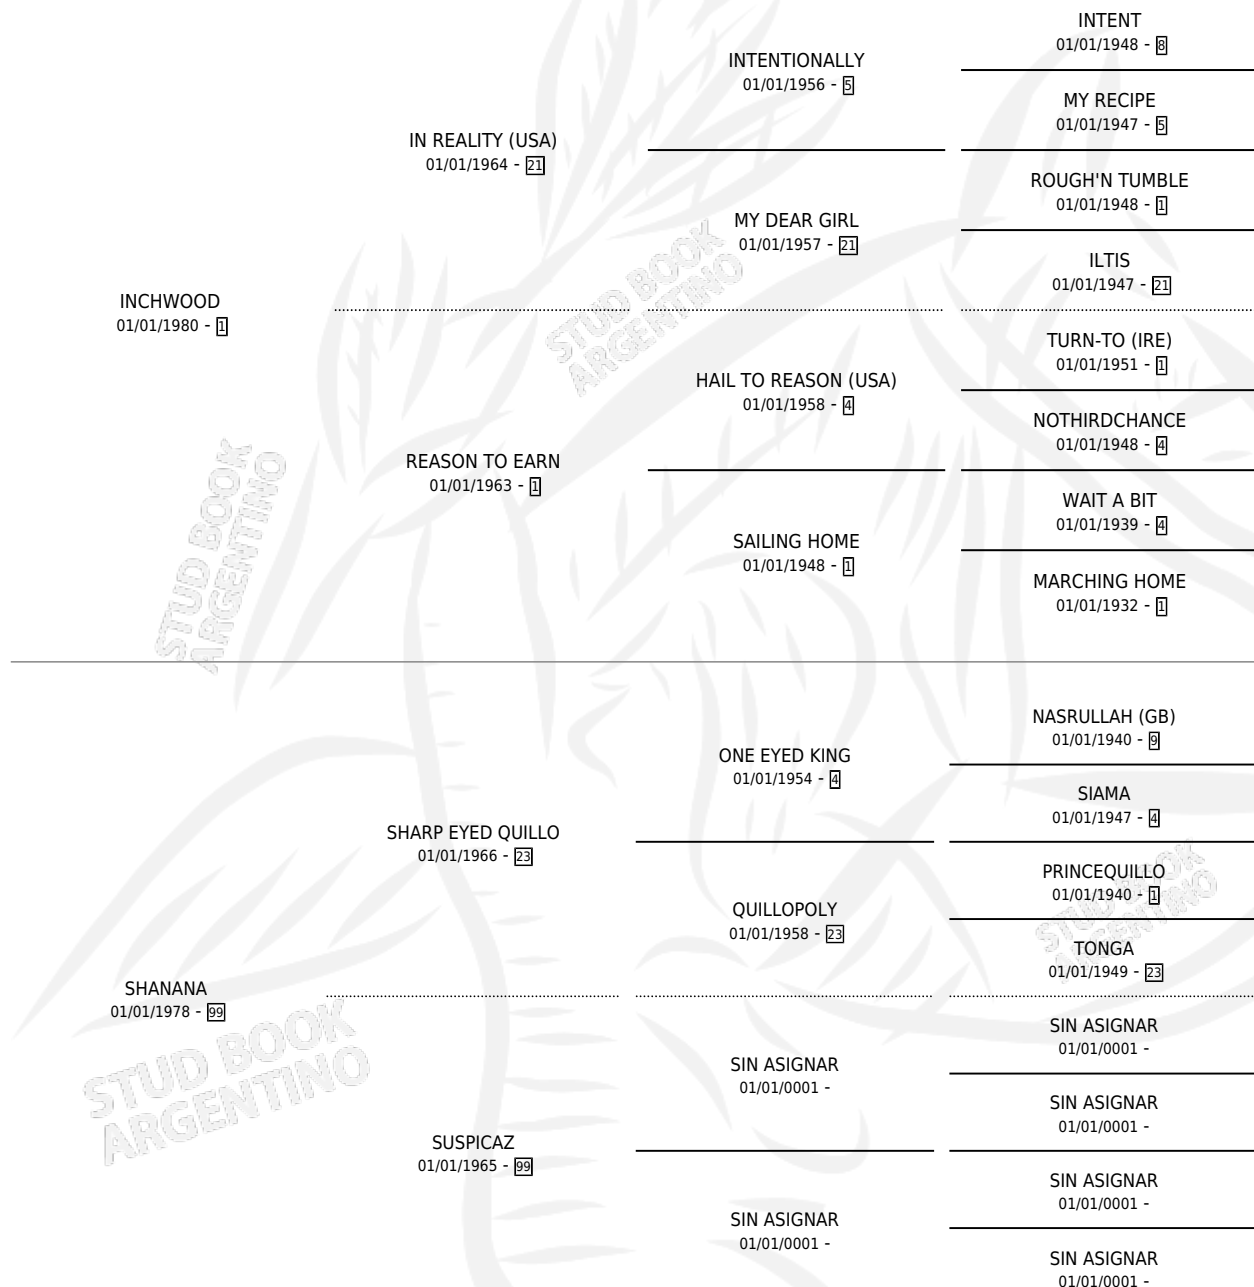 INTENT
01/01/1948 - 8
INTENTIONALLY
01/01/1956 - 5
MY RECIPE
01/01/1947 - 5
IN REALITY (USA)
01/01/1964 - 21
ROUGH'N TUMBLE
01/01/1948 - 1
MY DEAR GIRL
01/01/1957 - 21
ILTIS
01/01/1947 - 21
INCHWOOD
01/01/1980 - 1
TURN-TO (IRE)
01/01/1951 - 1
HAIL TO REASON (USA)
01/01/1958 - 4
NOTHIRDCHANCE
01/01/1948 - 4
REASON TO EARN
01/01/1963 - 1
WAIT A BIT
01/01/1939 - 4
SAILING HOME
01/01/1948 - 1
MARCHING HOME
01/01/1932 - 1
NASRULLAH (GB)
01/01/1940 - 9
ONE EYED KING
01/01/1954 - 4
SIAMA
01/01/1947 - 4
SHARP EYED QUILLO
01/01/1966 - 23
PRINCEQUILLO
01/01/1940 - 1
QUILLOPOLY
01/01/1958 - 23
TONGA
01/01/1949 - 23
SHANANA
01/01/1978 - 99
SIN ASIGNAR
01/01/0001 -
SIN ASIGNAR
01/01/0001 -
SIN ASIGNAR
01/01/0001 -
SUSPICAZ
01/01/1965 - 99
SIN ASIGNAR
01/01/0001 -
SIN ASIGNAR
01/01/0001 -
SIN ASIGNAR
01/01/0001 -
STUD BOOK
ARGENTINO
STUD BOOK
ARGENTINO
STUD BOOK
ARGENTINO
STUD BOOK
ARGENTINO